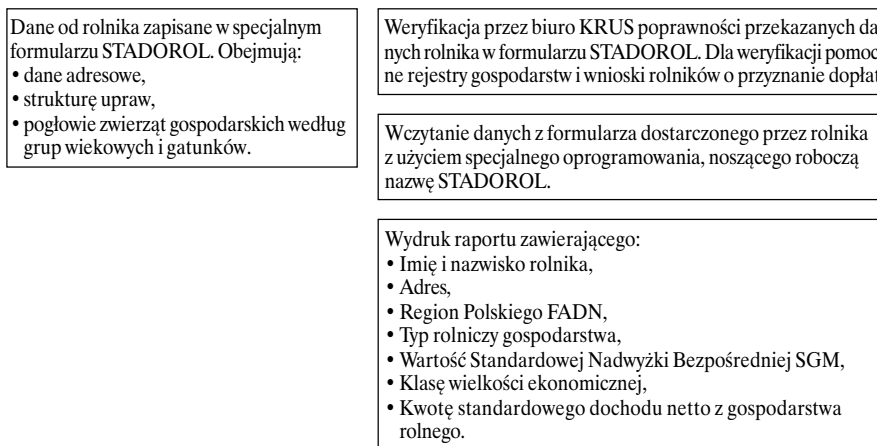 Dane od rolnika zapisane w specjalnym
formularzu STADOROL. Obejmują:
• dane adresowe,
• strukturę upraw,
• pogłowie zwierząt gospodarskich według
grup wiekowych i gatunków.
Weryfikacja przez biuro KRUS poprawności przekazanych da
nych rolnika w formularzu STADOROL. Dla weryfikacji pomoc
ne rejestry gospodarstw i wnioski rolników o przyznanie dopłat
Wczytanie danych z formularza dostarczonego przez rolnika
z użyciem specjalnego oprogramowania, noszącego roboczą
nazwę STADOROL.
Wydruk raportu zawierającego:
• Imię i nazwisko rolnika,
• Adres,
• Region Polskiego FADN,
• Typ rolniczy gospodarstwa,
• Wartość Standardowej Nadwyżki Bezpośredniej SGM,
• Klasę wielkości ekonomicznej,
• Kwotę standardowego dochodu netto z gospodarstwa
rolnego.